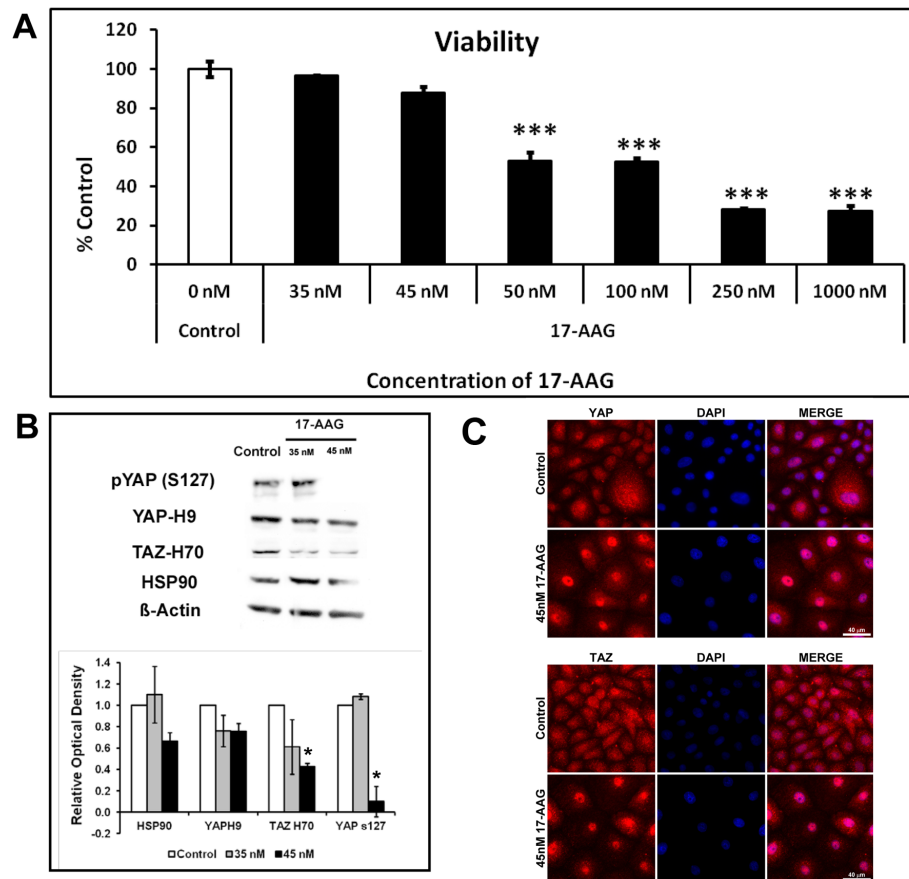 A
Viability
120
100
80
60
40
20
0
% Control
***
***
***
***
0 nM 35 nM 45 nM 50 nM 100 nM 250 nM 1000 nM
Control 17-AAG
Concentration of 17-AAG
B
17-AAG
Control 35 nM 45 nM
pYAP (S127)
YAP-H9
TAZ-H70
HSP90
ß-Actin
1.4
1.2
1.0
0.8
0.6
0.4
0.2
0.0
-0.2
Relative Optical Density
*
*
HSP90 YAPH9 TAZ H70 YAP s127
Control 35 nM 45 nM
C
YAP DAPI MERGE
Control
45nM 17-AAG
40 µm
TAZ DAPI MERGE
Control
45nM 17-AAG
40 µm